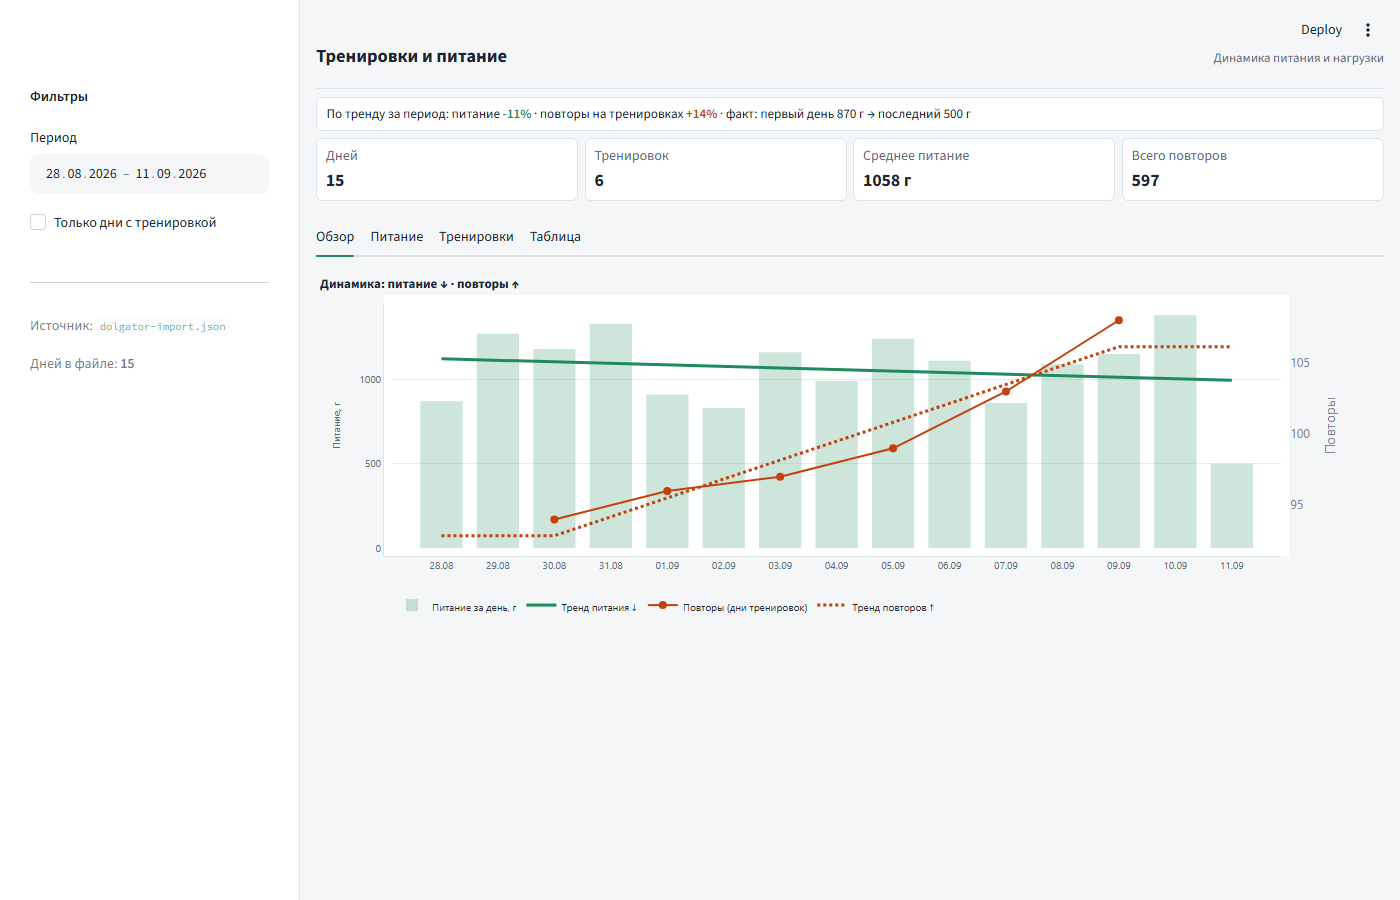 Deploy
Тренировки и питание
Динамика питания и нагрузки
Фильтры
Период
28.08.2026 – 11.09.2026
Только дни с тренировкой
Источник: dolgator-import.json
Дней в файле: 15
По тренду за период: питание -11% · повторы на тренировках +14% · факт: первый день 870 г → последний 500 г
Дней
15
Тренировок
6
Среднее питание
1058 г
Всего повторов
597
Обзор Питание Тренировки Таблица
Динамика: питание ↓ · повторы ↑
Питание, г
1000
500
0
105
100
95
Повторы
28.08 29.08 30.08 31.08 01.09 02.09 03.09 04.09 05.09 06.09 07.09 08.09 09.09 10.09 11.09
Питание за день, г Тренд питания ↓ Повторы (дни тренировок) Тренд повторов ↑